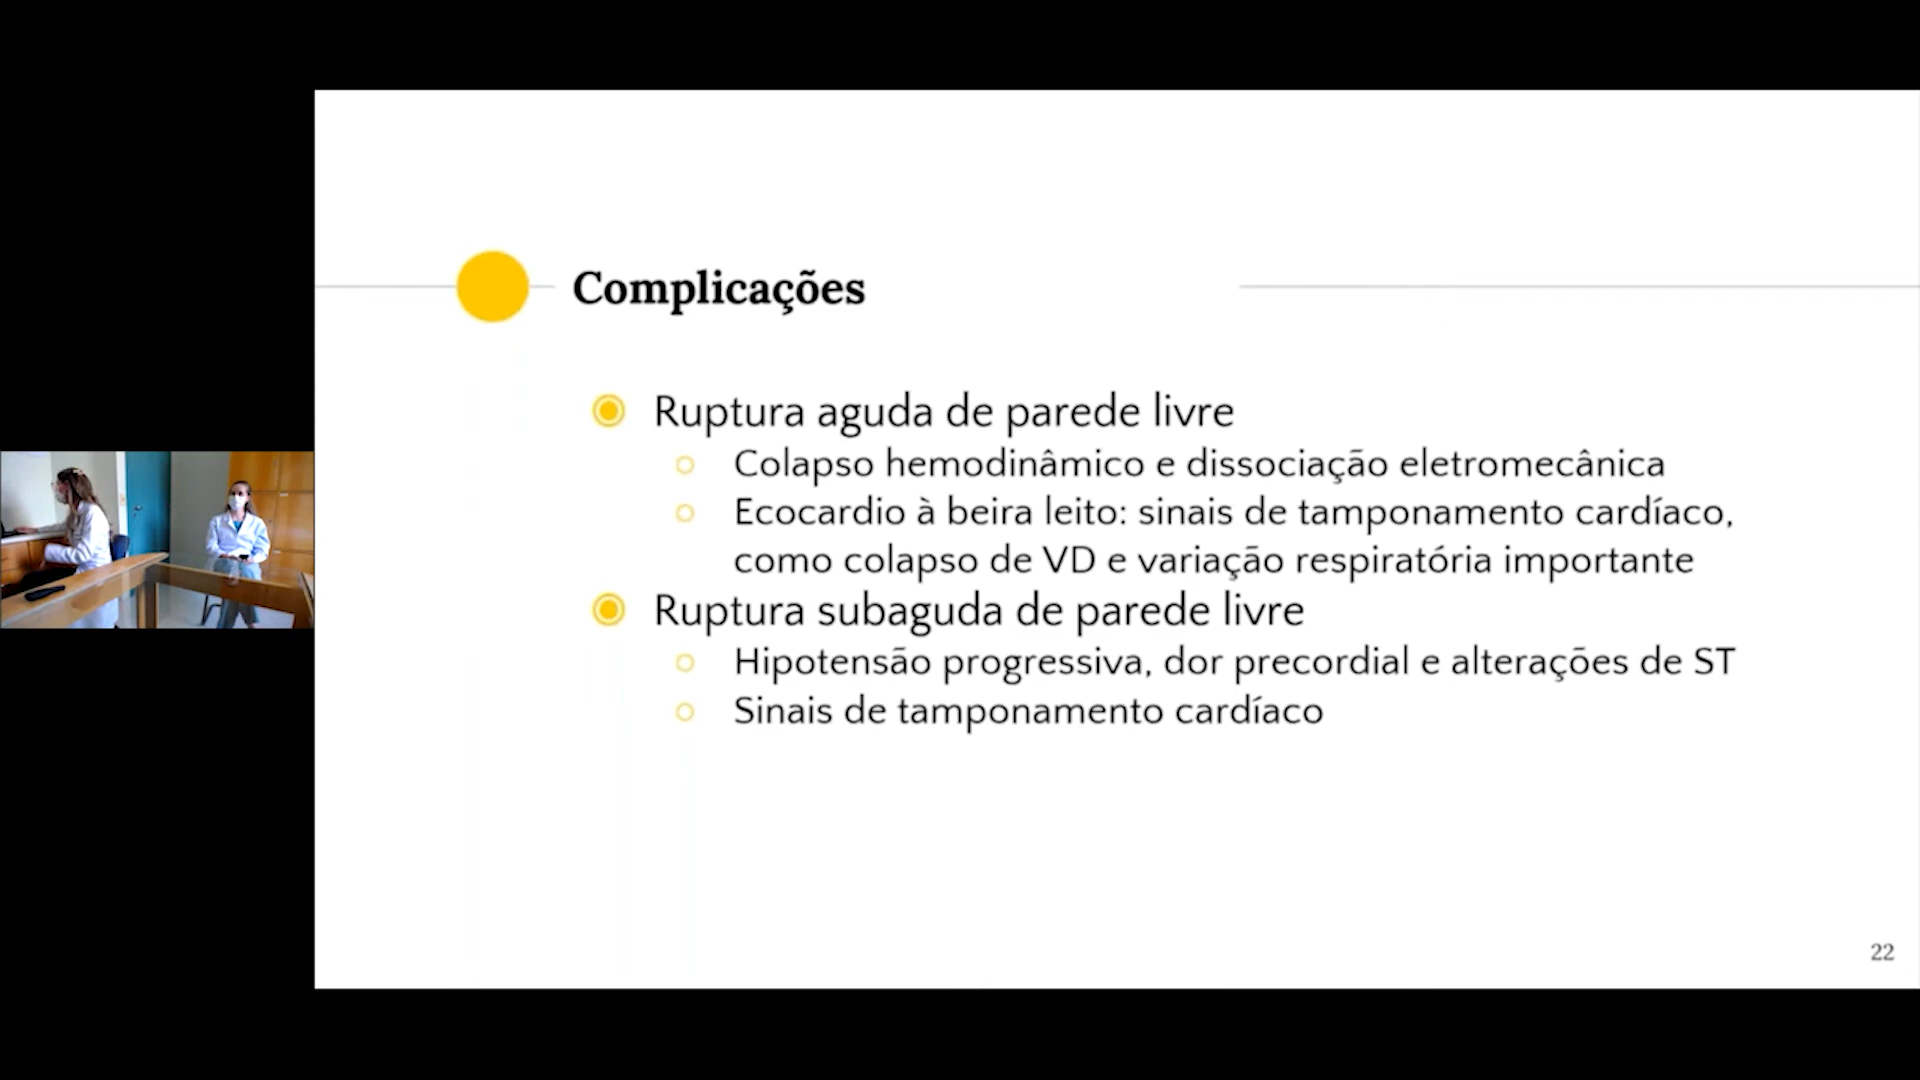 Complicações
Ruptura aguda de parede livre
Colapso hemodinâmico e dissociação eletromecânica
Ecocardio à beira leito: sinais de tamponamento cardíaco,
como colapso de VD e variação respiratória importante
Ruptura subaguda de parede livre
Hipotensão progressiva, dor precordial e alterações de ST
Sinais de tamponamento cardíaco
22